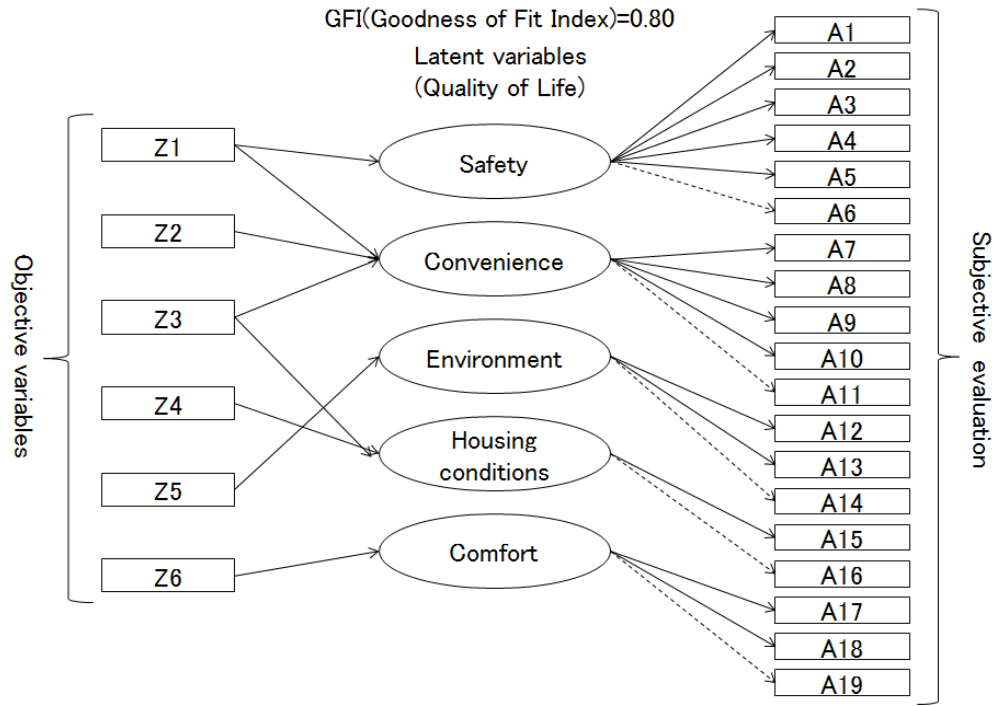 GFI(Goodness of Fit Index)=0.80
Latent variables
(Quality of Life)
Objective variables
Z1
Z2
Z3
Z4
Z5
Z6
Safety
Convenience
Environment
Housing
conditions
Comfort
A1
A2
A3
A4
A5
A6
A7
A8
A9
A10
A11
A12
A13
A14
A15
A16
A17
A18
A19
Subjective evaluation